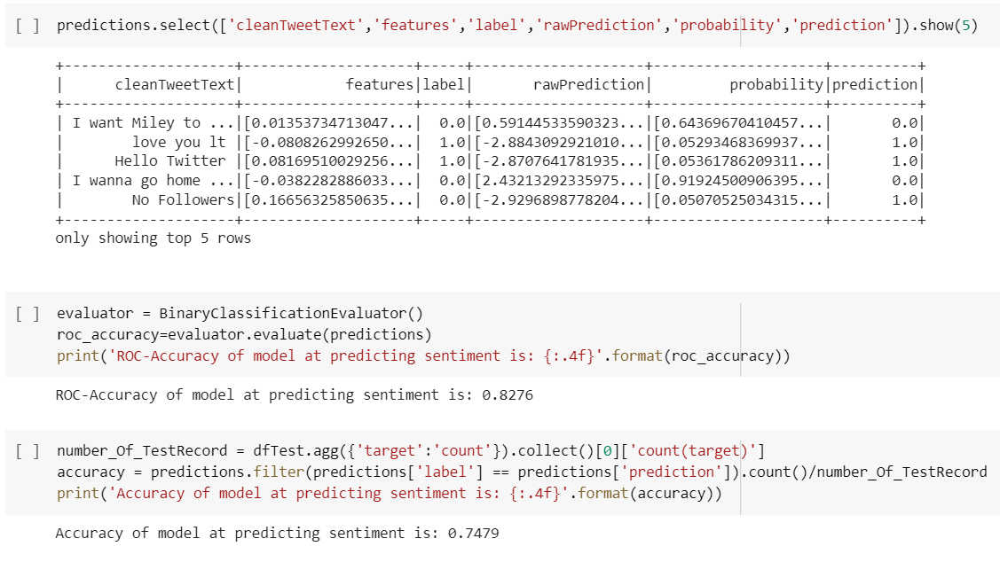 [ ] predictions.select(['cleanTweetText','features','label','rawPrediction','probability','prediction']).show(5)
+--------------------+--------------------+-----+--------------------+--------------------+----------+
|      cleanTweetText|            features|label|       rawPrediction|         probability|prediction|
+--------------------+--------------------+-----+--------------------+--------------------+----------+
| I want Miley to ...|[0.01353734713047...|  0.0|[0.59144533590323...|[0.64369670410457...|       0.0|
|        love you lt |[-0.0808262992650...|  1.0|[-2.8843092921010...|[0.05293468369937...|       1.0|
|      Hello Twitter |[0.08169510029256...|  1.0|[-2.8707641781935...|[0.05361786209311...|       1.0|
| I wanna go home ...|[-0.0382282886033...|  0.0|[2.43213292335975...|[0.91924500906395...|       0.0|
|        No Followers|[0.16656325850635...|  0.0|[-2.9296898778204...|[0.05070525034315...|       1.0|
+--------------------+--------------------+-----+--------------------+--------------------+----------+
only showing top 5 rows
[ ] evaluator = BinaryClassificationEvaluator()
roc_accuracy=evaluator.evaluate(predictions)
print('ROC-Accuracy of model at predicting sentiment is: {:.4f}'.format(roc_accuracy))
ROC-Accuracy of model at predicting sentiment is: 0.8276
[ ] number_Of_TestRecord = dfTest.agg({'target':'count'}).collect()[0]['count(target)']
accuracy = predictions.filter(predictions['label'] == predictions['prediction']).count()/number_Of_TestRecord
print('Accuracy of model at predicting sentiment is: {:.4f}'.format(accuracy))
Accuracy of model at predicting sentiment is: 0.7479